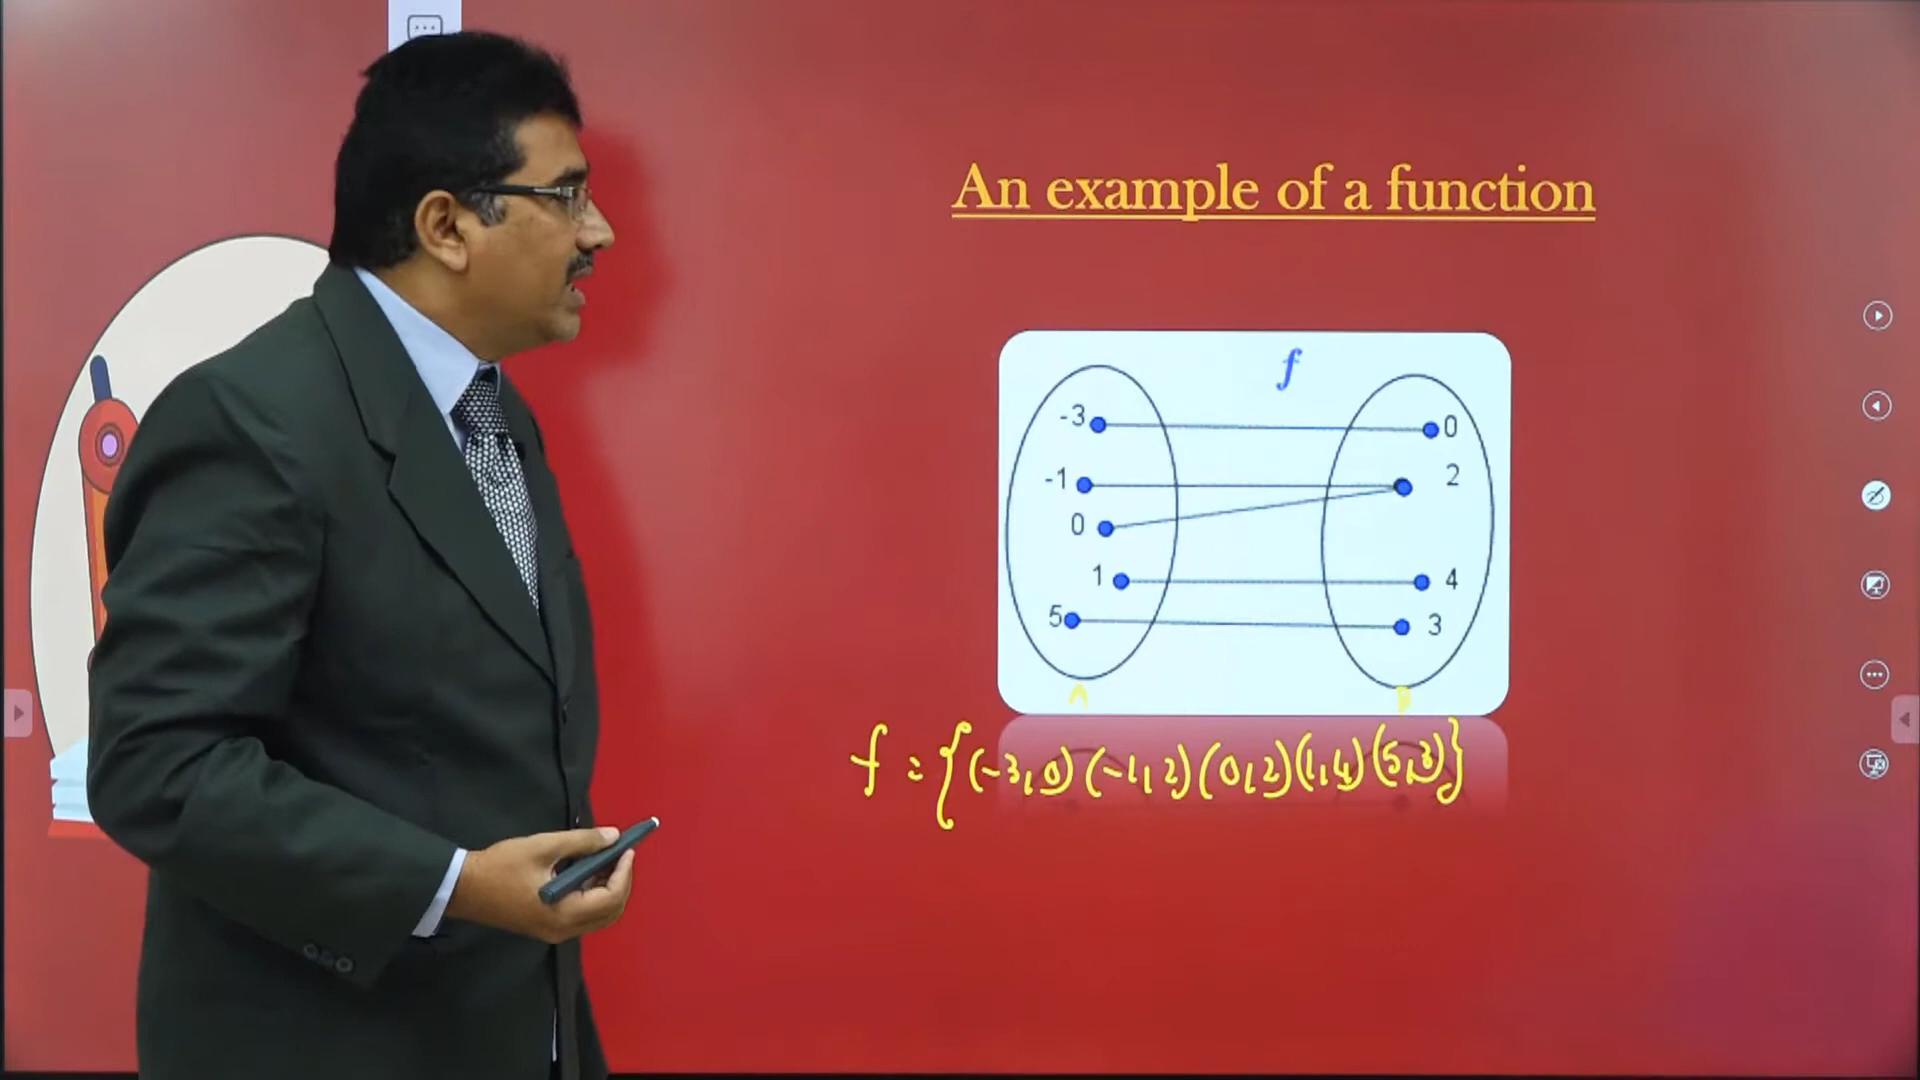 An example of a function
f
-3 0
-1 2
0
1 4
5 3
A B
f = {(-3,0) (-1,2) (0,2) (1,4) (5,3)}